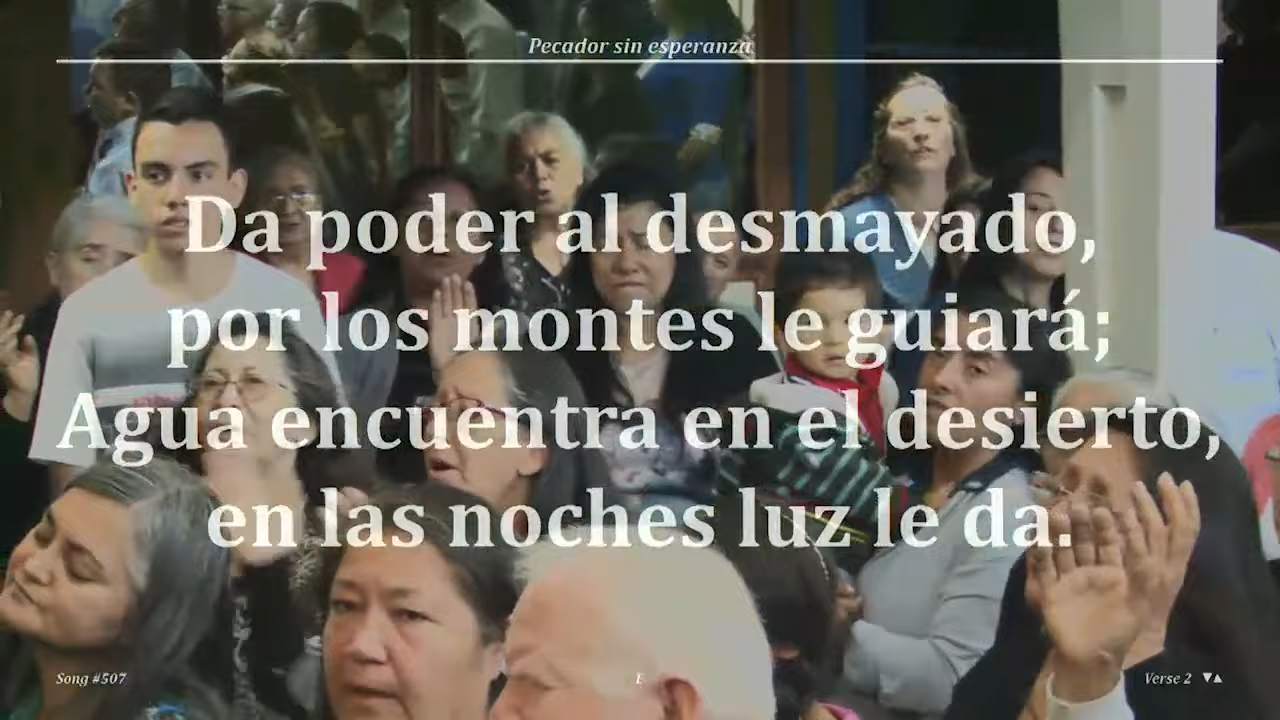 Pecador sin esperanza
Da poder al desmayado,
por los montes le guiará;
Agua encuentra en el desierto,
en las noches luz le da.
Song #507
E
Verse 2 ▼▲